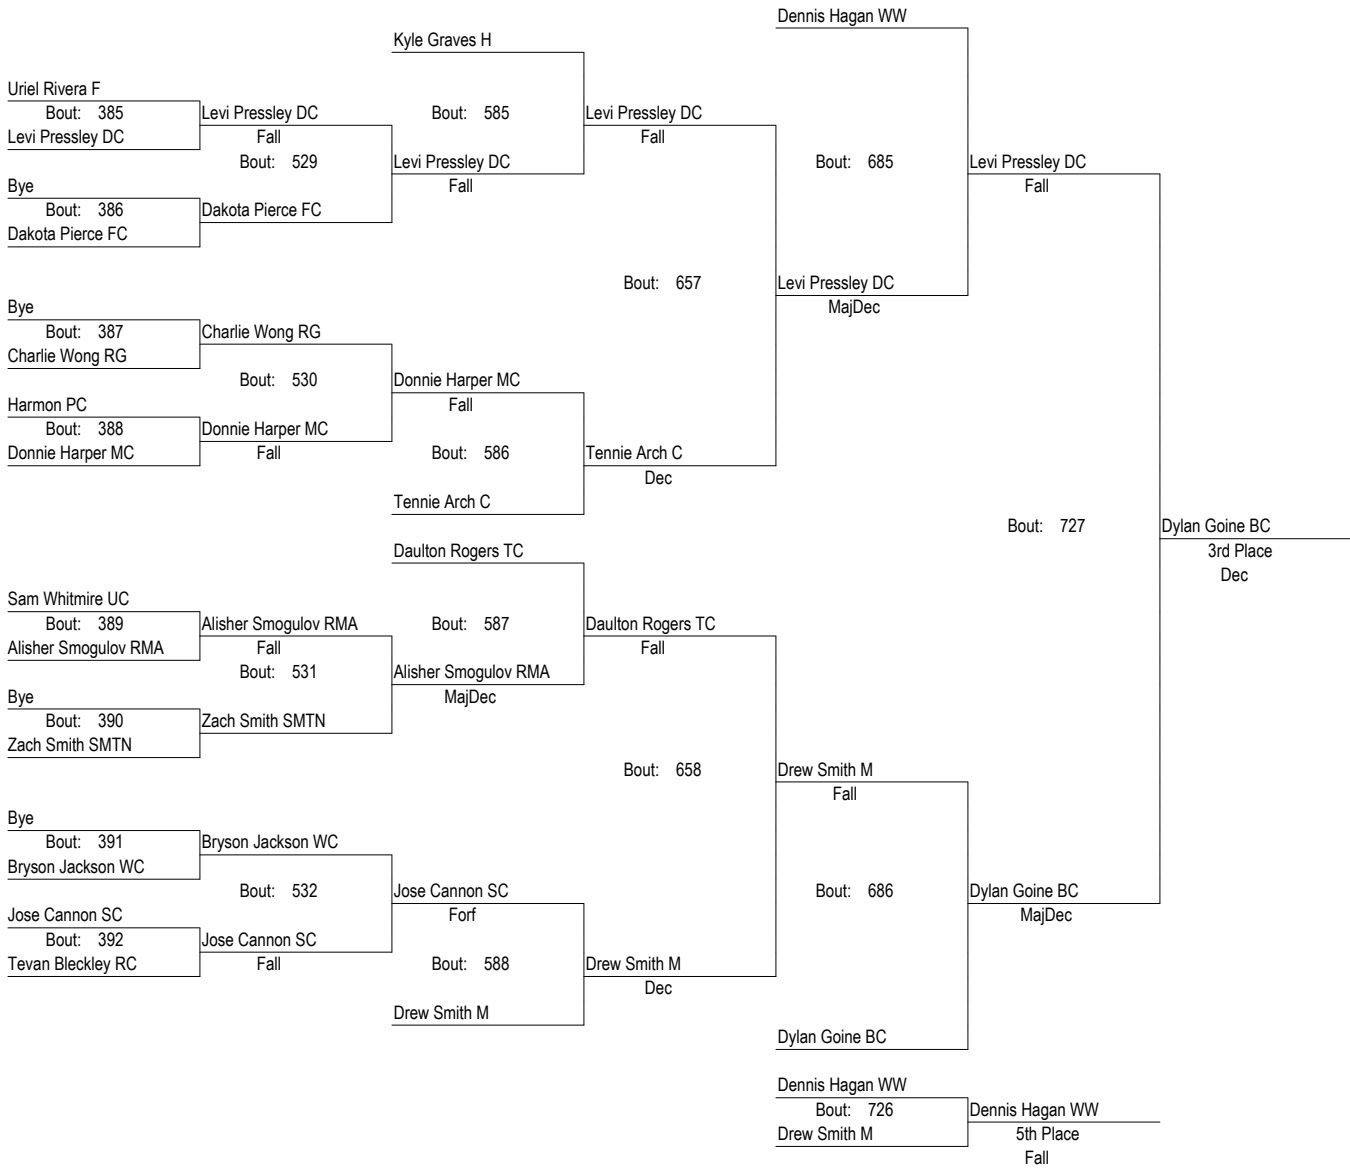 Dennis Hagan WW
Kyle Graves H
Uriel Rivera F
Bout: 385
Levi Pressley DC
Levi Pressley DC
Fall
Bout: 529
Bout: 585
Levi Pressley DC
Fall
Levi Pressley DC
Fall
Bout: 685
Levi Pressley DC
Fall
Bye
Bout: 386
Dakota Pierce FC
Dakota Pierce FC
Bout: 657
Levi Pressley DC
MajDec
Bye
Bout: 387
Charlie Wong RG
Charlie Wong RG
Bout: 530
Donnie Harper MC
Fall
Harmon PC
Bout: 388
Donnie Harper MC
Donnie Harper MC
Fall
Bout: 586
Tennie Arch C
Dec
Tennie Arch C
Bout: 727
Dylan Goine BC
3rd Place
Dec
Daulton Rogers TC
Sam Whitmire UC
Bout: 389
Alisher Smogulov RMA
Alisher Smogulov RMA
Fall
Bout: 531
Bout: 587
Daulton Rogers TC
Fall
Alisher Smogulov RMA
MajDec
Bye
Bout: 390
Zach Smith SMTN
Zach Smith SMTN
Bout: 658
Drew Smith M
Fall
Bye
Bout: 391
Bryson Jackson WC
Bryson Jackson WC
Bout: 532
Jose Cannon SC
Forf
Bout: 686
Dylan Goine BC
MajDec
Jose Cannon SC
Bout: 392
Tevan Bleckley RC
Jose Cannon SC
Fall
Bout: 588
Drew Smith M
Dec
Drew Smith M
Dylan Goine BC
Dennis Hagan WW
Bout: 726
Drew Smith M
Dennis Hagan WW
5th Place
Fall